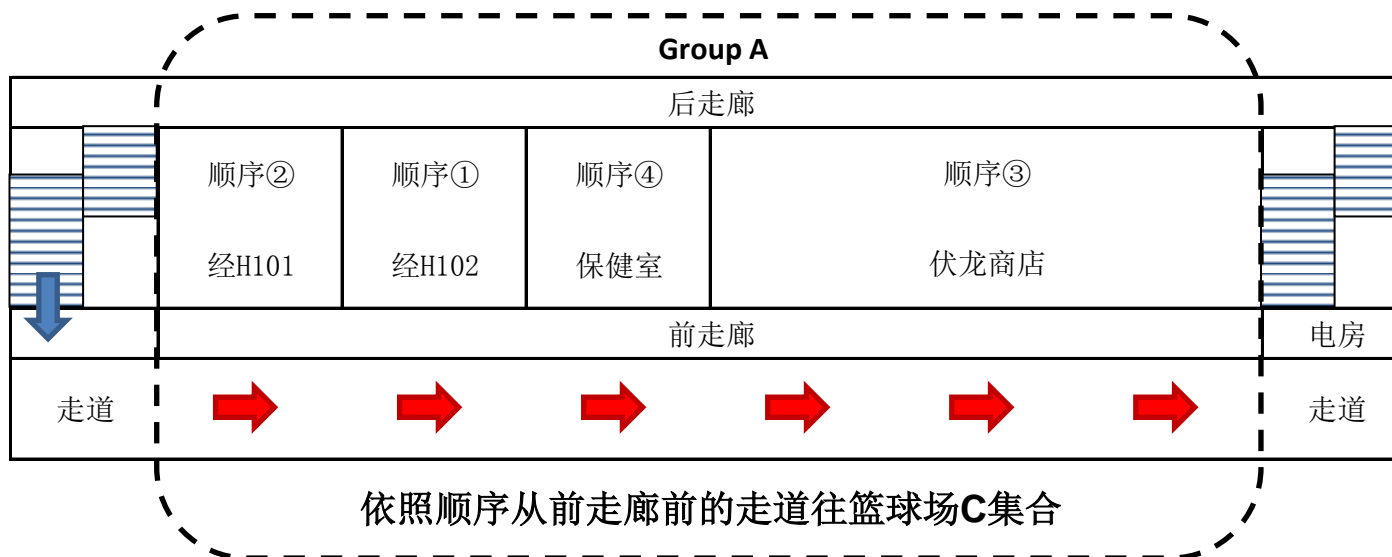 Group A
后走廊
顺序② 顺序① 顺序④ 顺序③
经H101 经H102 保健室 伏龙商店
前走廊 电房
走道 走道
依照顺序从前走廊前的走道往篮球场C集合